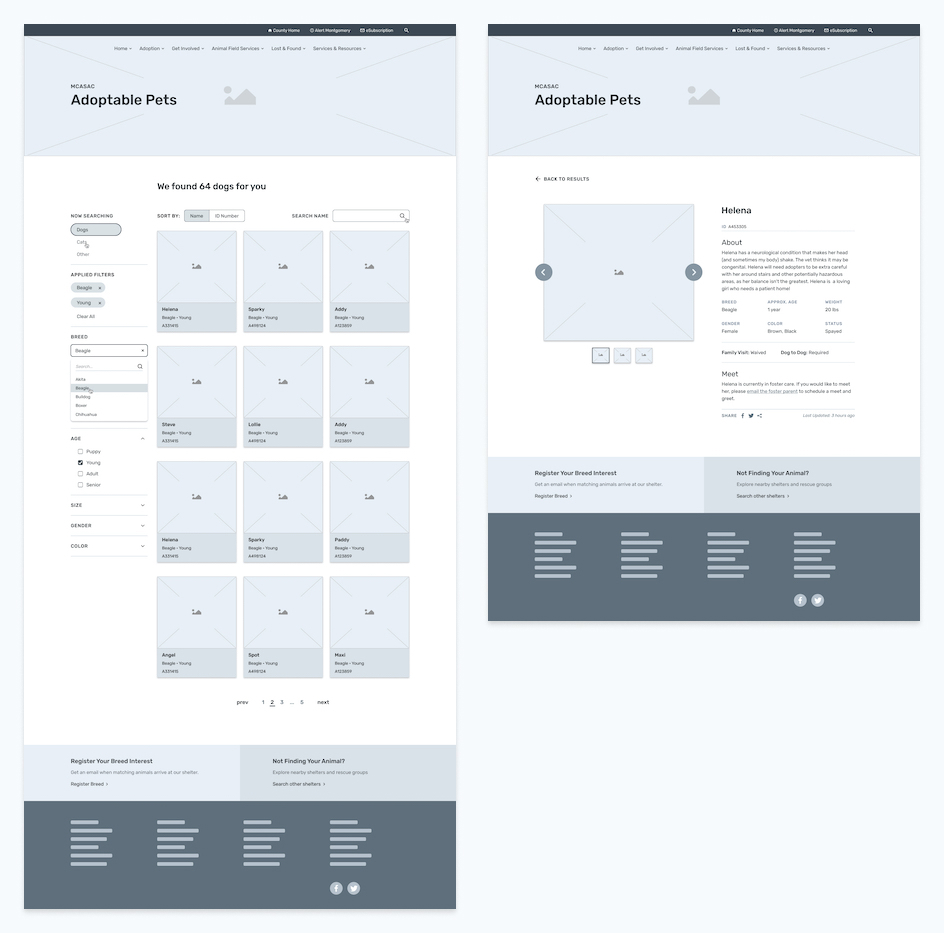 County Home
Alert Montgomery
eSubscription
Home
Adoption
Get Involved
Animal Field Services
Lost & Found
Services & Resources
MCASAC
Adoptable Pets
We found 64 dogs for you
NOW SEARCHING
Dogs
Cats
Other
APPLIED FILTERS
Beagle x
Young x
Clear All
BREED
Beagle
Search...
Akita
Beagle
Bulldog
Boxer
Chihuahua
AGE
Puppy
Young
Adult
Senior
SIZE
GENDER
COLOR
SORT BY: Name ID Number
SEARCH NAME
Helena
Beagle • Young
A331415
Sparky
Beagle • Young
A498124
Addy
Beagle • Young
A123859
Steve
Beagle • Young
A331415
Lollie
Beagle • Young
A498124
Addy
Beagle • Young
A123859
Helena
Beagle • Young
A331415
Sparky
Beagle • Young
A498124
Paddy
Beagle • Young
A123859
Angel
Beagle • Young
A331415
Spot
Beagle • Young
A498124
Maxi
Beagle • Young
A123859
prev 1 2 3 ... 5 next
Register Your Breed Interest
Get an email when matching animals arrive at our shelter.
Register Breed >
Not Finding Your Animal?
Explore nearby shelters and rescue groups
Search other shelters >
County Home
Alert Montgomery
eSubscription
Home
Adoption
Get Involved
Animal Field Services
Lost & Found
Services & Resources
MCASAC
Adoptable Pets
BACK TO RESULTS
Helena
ID A463305
About
Helena has a neurological condition that makes her head
(and sometimes my body) shake. The vet thinks it may be
congenital. Helena will need adopters to be extra careful
with her around stairs and other potentially hazardous
areas, as her balance isn't the greatest. Helena is a loving
girl who needs a patient home!
BREED
Beagle
APPROX. AGE
1 year
WEIGHT
20 lbs
GENDER
Female
COLOR
Brown, Black
STATUS
Spayed
Family Visit: Waived
Dog to Dog: Required
Meet
Helena is currently in foster care. If you would like to meet
her, please email the foster parent to schedule a meet and
greet.
SHARE
Last Updated: 3 hours ago
Register Your Breed Interest
Get an email when matching animals arrive at our shelter.
Register Breed >
Not Finding Your Animal?
Explore nearby shelters and rescue groups
Search other shelters >